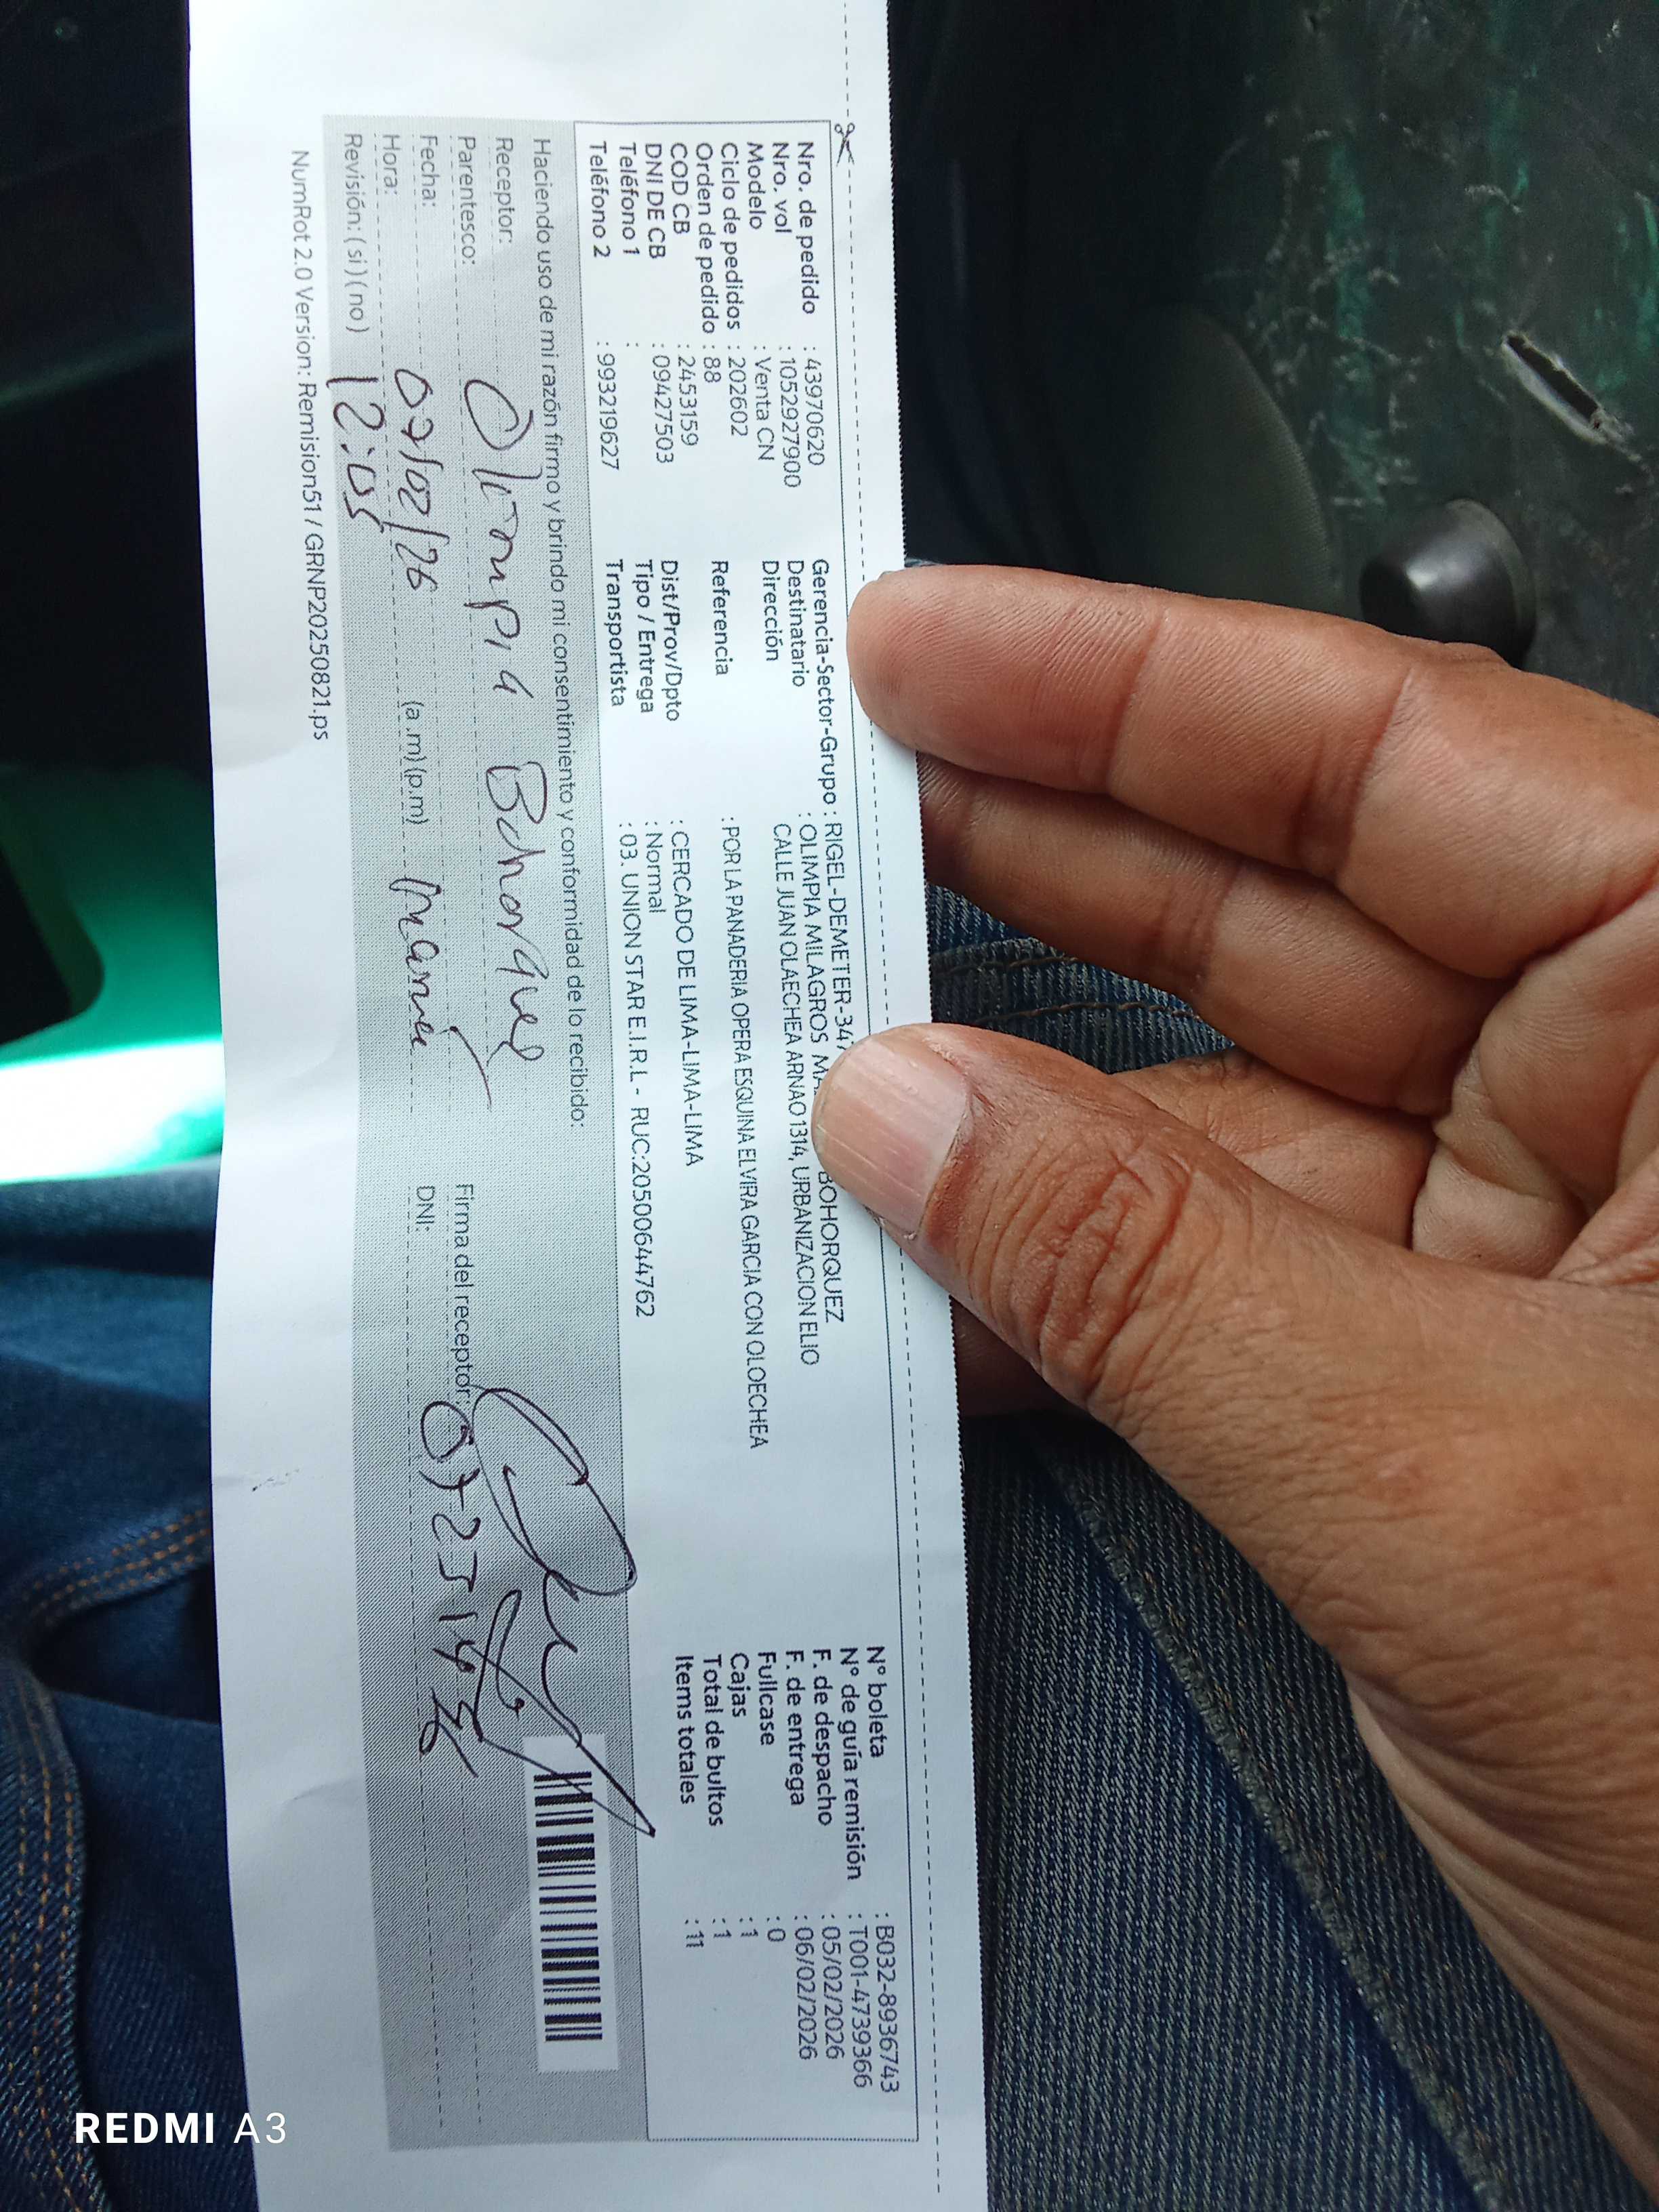 Nro. de pedido : 43970620
Nro. vol : 1052927900
Modelo : Venta CN
Ciclo de pedidos : 202602
Orden de pedido : 88
COD CB : 2453159
DNI DE CB : 09427503
Teléfono 1 :
Teléfono 2 : 993219627
Gerencia-Sector-Grupo : RIGEL-DEMETER-34
Destinatario : OLIMPIA MILAGROS BOHORQUEZ
Dirección CALLE JUAN OLAECHEA ARNAO 1314, URBANIZACION ELIO
Referencia : POR LA PANADERIA OPERA ESQUINA ELVIRA GARCIA CON OLOECHEA
Dist/Prov/Dpto : CERCADO DE LIMA-LIMA-LIMA
Tipo / Entrega : Normal
Transportista : 03. UNION STAR E.I.R.L - RUC:20500644762
N° boleta : B032-8936743
N° de guía remisión : T001-4739366
F. de despacho : 05/02/2026
F. de entrega : 06/02/2026
Fullcase : 0
Cajas : 1
Total de bultos : 1
Items totales : 11
Haciendo uso de mi razón firmo y brindo mi consentimiento y conformidad de lo recibido:
Receptor: Olimpia Bohorquez
Parentesco:
Fecha: 07/02/26
Hora: 12:05 (a.m) (p.m)
Revisión: ( si ) ( no )
Firma del receptor:
DNI:
NumRot 2.0 Version: Remision51 / GRNP20250821.ps
REDMI A3